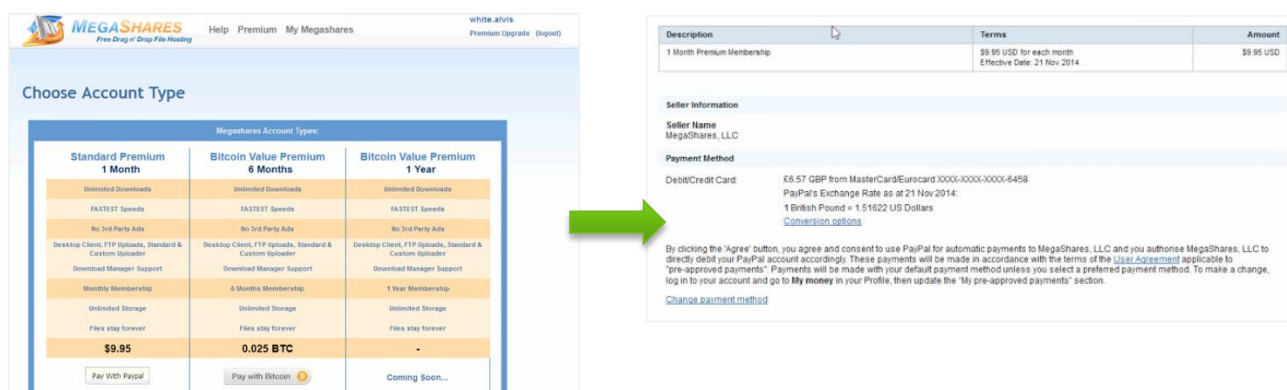 MEGASHARES
Free Drag n' Drop File Hosting
Help Premium My Megashares
white.alvis
Premium Upgrade (logout)
Choose Account Type
Megashares Account Types:
Standard Premium
1 Month
Unlimited Downloads
FASTEST Speeds
No 3rd Party Ads
Desktop Client, FTP Uploads, Standard &
Custom Uploader
Download Manager Support
Monthly Membership
Unlimited Storage
Files stay forever
$9.95
Pay With Paypal
Bitcoin Value Premium
6 Months
Unlimited Downloads
FASTEST Speeds
No 3rd Party Ads
Desktop Client, FTP Uploads, Standard &
Custom Uploader
Download Manager Support
6 Months Membership
Unlimited Storage
Files stay forever
0.025 BTC
Pay with Bitcoin
Bitcoin Value Premium
1 Year
Unlimited Downloads
FASTEST Speeds
No 3rd Party Ads
Desktop Client, FTP Uploads, Standard &
Custom Uploader
Download Manager Support
1 Year Membership
Unlimited Storage
Files stay forever
-
Coming Soon...
Description Terms Amount
1 Month Premium Membership $9.95 USD for each month $9.95 USD
Effective Date: 21 Nov 2014
Seller Information
Seller Name
MegaShares, LLC
Payment Method
Debit/Credit Card: £6.57 GBP from MasterCard/Eurocard XXXX-XXXX-XXXX-6458
PayPal's Exchange Rate as at 21 Nov 2014:
1 British Pound = 1.51622 US Dollars
Conversion options
By clicking the 'Agree' button, you agree and consent to use PayPal for automatic payments to MegaShares, LLC and you authorise MegaShares, LLC to
directly debit your PayPal account accordingly. These payments will be made in accordance with the terms of the User Agreement applicable to
"pre-approved payments". Payments will be made with your default payment method unless you select a preferred payment method. To make a change,
log in to your account and go to My money in your Profile, then update the "My pre-approved payments" section.
Change payment method